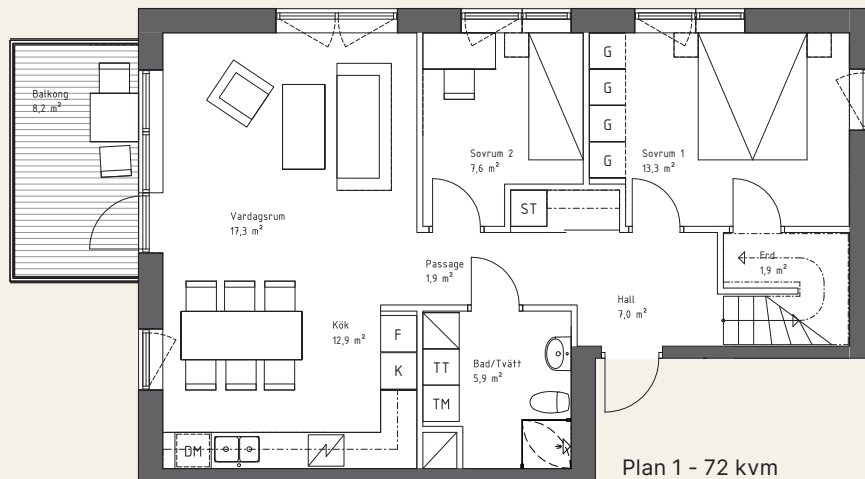 Balkong
8,2 m²
G
G
G
G
Sovrum 2
7,6 m²
Sovrum 1
13,3 m²
ST
Vardagsrum
17,3 m²
Passage
1,9 m²
Frd
1,9 m²
Hall
7,0 m²
Kök
12,9 m²
F
K
TT
TM
Bad/Tvätt
5,9 m²
DM
Plan 1 - 72 kvm